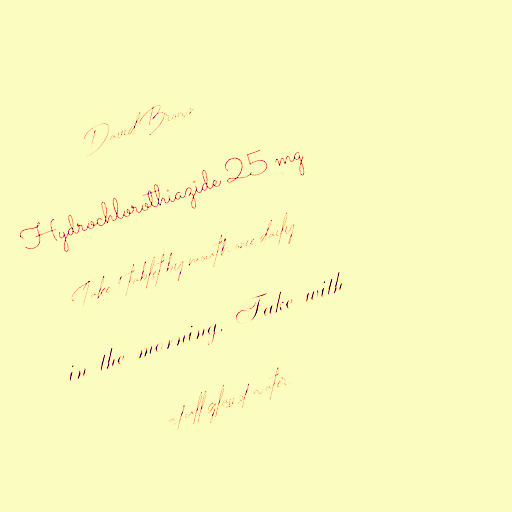 David Brown
Hydrochlorothiazide 25 mg
Take 1 tablet by mouth once daily
in the morning. Take with
a full glass of water